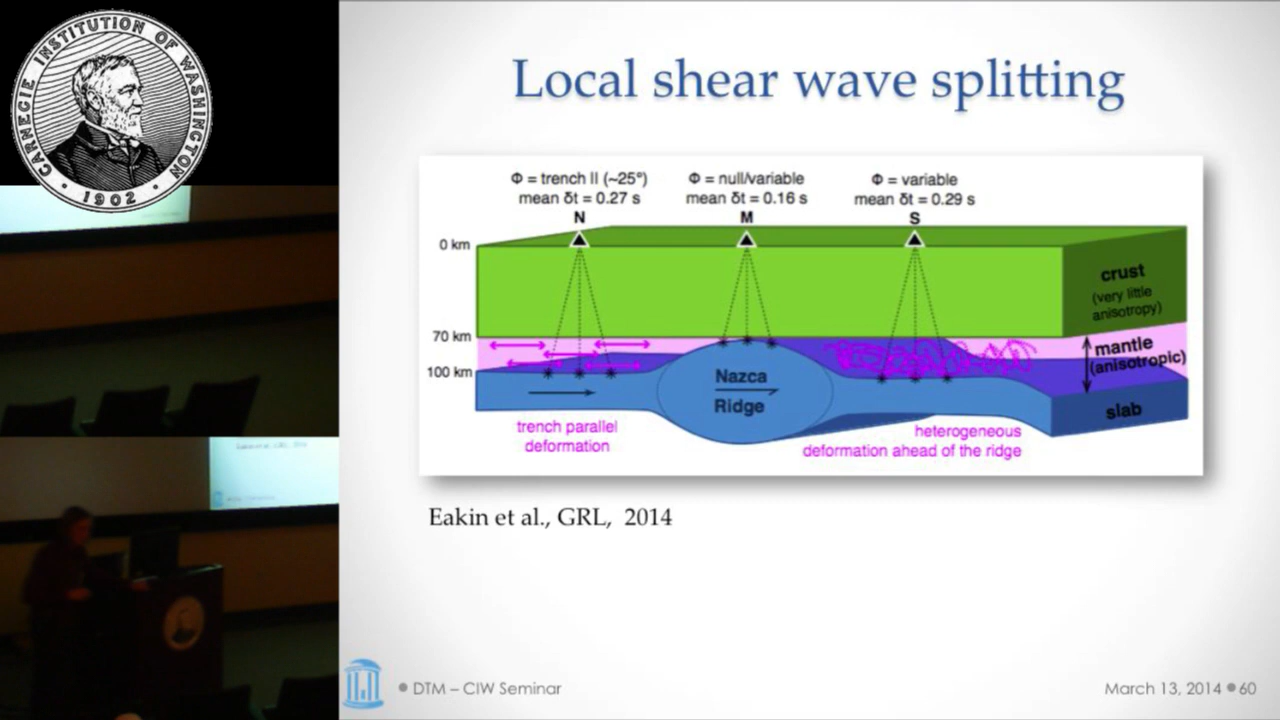 CARNEGIE INSTITUTION OF WASHINGTON
· 1902 ·
Local shear wave splitting
Φ = trench || (~25°)
mean δt = 0.27 s
N
Φ = null/variable
mean δt = 0.16 s
M
Φ = variable
mean δt = 0.29 s
S
0 km
70 km
100 km
crust
(very little
anisotropy)
mantle
(anisotropic)
slab
Nazca
Ridge
trench parallel
deformation
heterogeneous
deformation ahead of the ridge
Eakin et al., GRL, 2014
• DTM – CIW Seminar
March 13, 2014 • 60